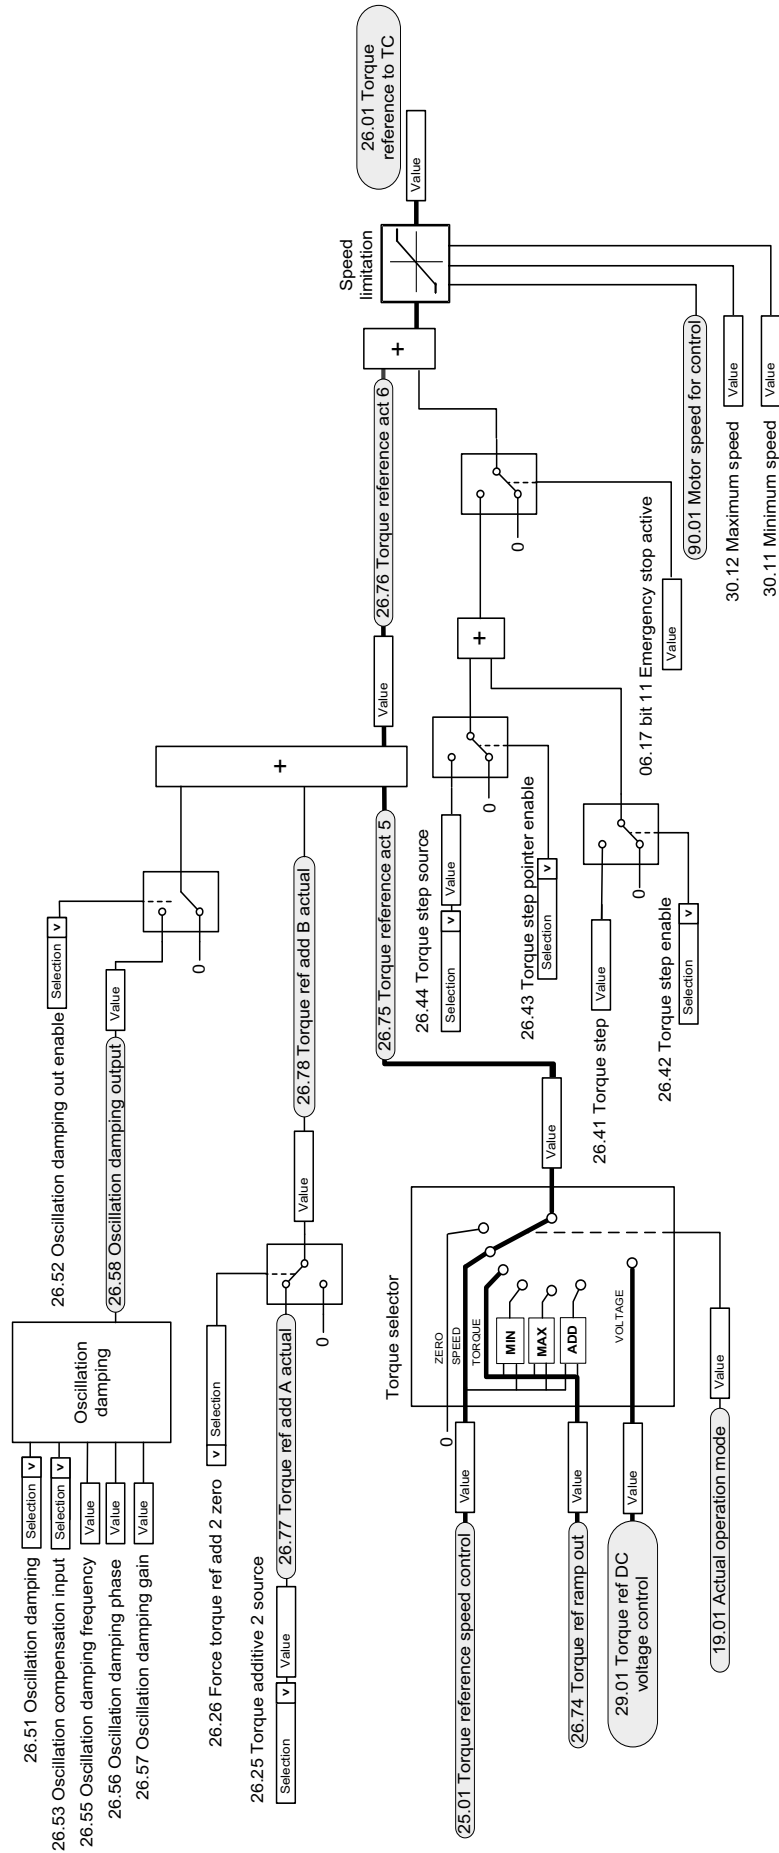 26.51 Oscillation damping
Selection
v
26.53 Oscillation compensation input
Selection
v
26.55 Oscillation damping frequency
Value
26.56 Oscillation damping phase
Value
26.57 Oscillation damping gain
Value
Oscillation
damping
26.52 Oscillation damping out enable
Selection
v
26.58 Oscillation damping output
Value
0
26.26 Force torque ref add 2 zero
v
Selection
26.25 Torque additive 2 source
Selection
v
Value
26.77 Torque ref add A actual
0
Value
26.78 Torque ref add B actual
+
Torque selector
0
ZERO
25.01 Torque reference speed control
Value
SPEED
TORQUE
MIN
MAX
ADD
26.74 Torque ref ramp out
Value
29.01 Torque ref DC
voltage control
Value
VOLTAGE
19.01 Actual operation mode
Value
Value
26.75 Torque reference act 5
Value
26.76 Torque reference act 6
26.44 Torque step source
Selection
v
Value
0
26.43 Torque step pointer enable
Selection
v
26.41 Torque step
Value
0
26.42 Torque step enable
Selection
v
+
0
06.17 bit 11 Emergency stop active
Value
+
Speed
limitation
90.01 Motor speed for control
30.12 Maximum speed
Value
30.11 Minimum speed
Value
Value
26.01 Torque
reference to TC